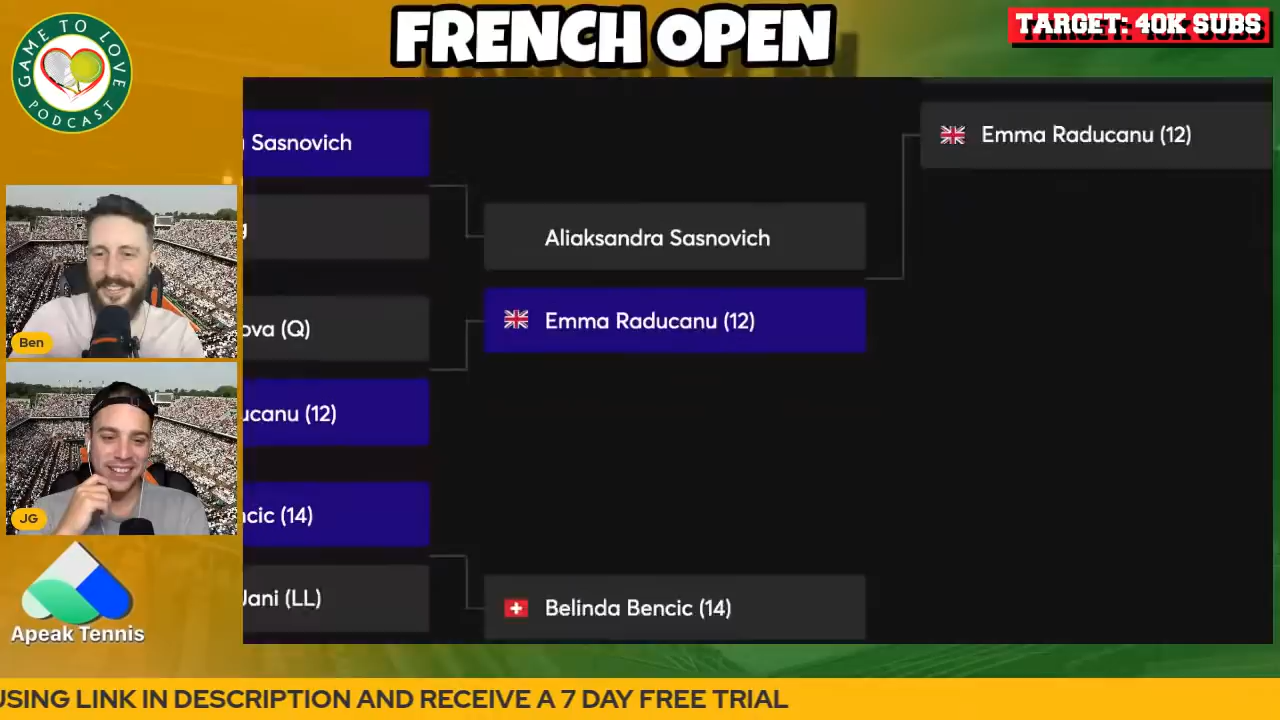 GAME TO LOVE
PODCAST
FRENCH OPEN
TARGET: 40K SUBS
Sasnovich
Emma Raducanu (12)
Aliaksandra Sasnovich
ova (Q)
Emma Raducanu (12)
Ben
ucanu (12)
ncic (14)
JG
Jani (LL)
Belinda Bencic (14)
Apeak Tennis
USING LINK IN DESCRIPTION AND RECEIVE A 7 DAY FREE TRIAL